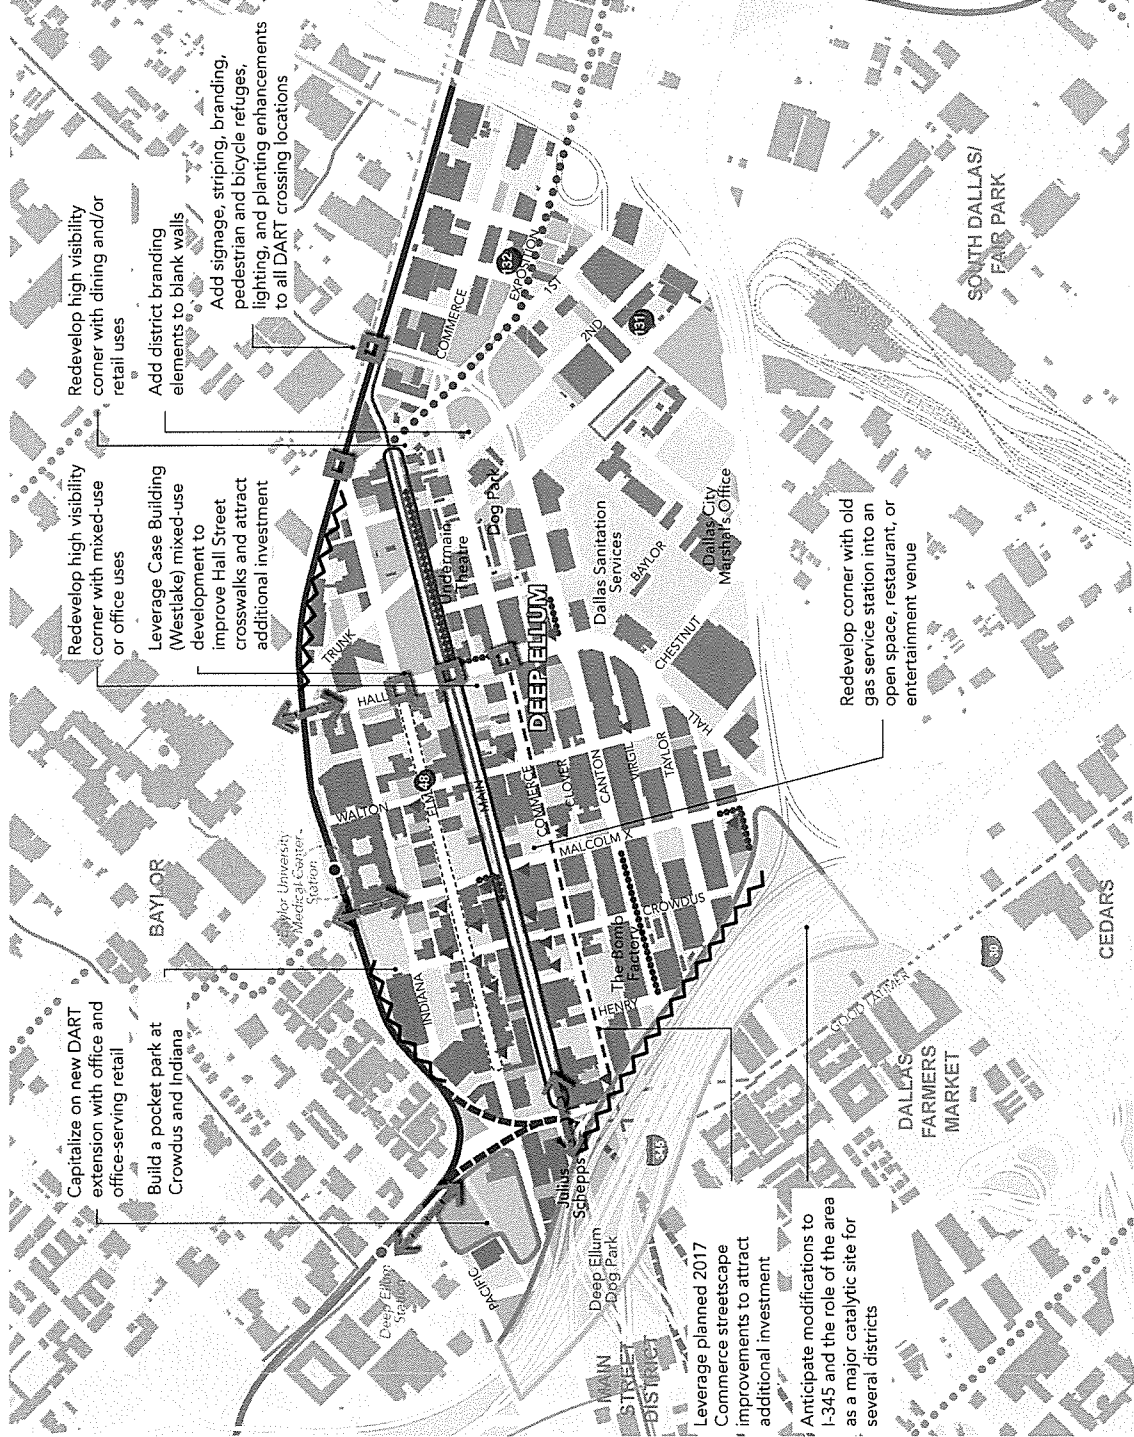 Capitalize on new DART
extension with office and
office-serving retail
Build a pocket park at
Crowdus and Indiana
Redevelop high visibility
corner with mixed-use
or office uses
Leverage Case Building
(Westlake) mixed-use
development to
improve Hall Street
crosswalks and attract
additional investment
Redevelop high visibility
corner with dining and/or
retail uses
Add district branding
elements to blank walls
Add signage, striping, branding,
pedestrian and bicycle refuges,
lighting, and planting enhancements
to all DART crossing locations
BAYLOR
Baylor University
Medical Center
Station
Deep Ellum
Station
PACIFIC
INDIANA
WALTON
HALL
TRUNK
ELM
48
MAIN
COMMERCE
CLOVER
CANTON
VIRGIL
TAYLOR
HALL
MALCOLM X
CROWDUS
HENRY
The Bomb
Factory
DEEP ELLUM
Undermain
Theatre
Dog Park
COMMERCE
132
EXPOSITION
1ST
2ND
131
Dallas Sanitation
Services
BAYLOR
Dallas City
Marshal's Office
CHESTNUT
SOUTH DALLAS/
FAIR PARK
Julius
Schepps
Deep Ellum
Dog Park
345
30
GOOD LATIMER
MAIN
STREET
DISTRICT
DALLAS
FARMERS
MARKET
CEDARS
Leverage planned 2017
Commerce streetscape
improvements to attract
additional investment
Anticipate modifications to
I-345 and the role of the area
as a major catalytic site for
several districts
Redevelop corner with old
gas service station into an
open space, restaurant, or
entertainment venue